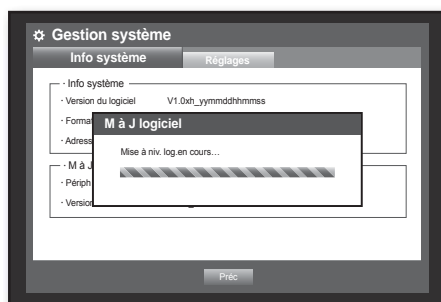 Gestion système
Info système
Réglages
· Info système
· Version du logiciel V1.0xh_yymmddhhmmss
· Format
· Adress
M à J logiciel
Mise à niv. log.en cours…
· M à J
· Périph
· Version
Préc